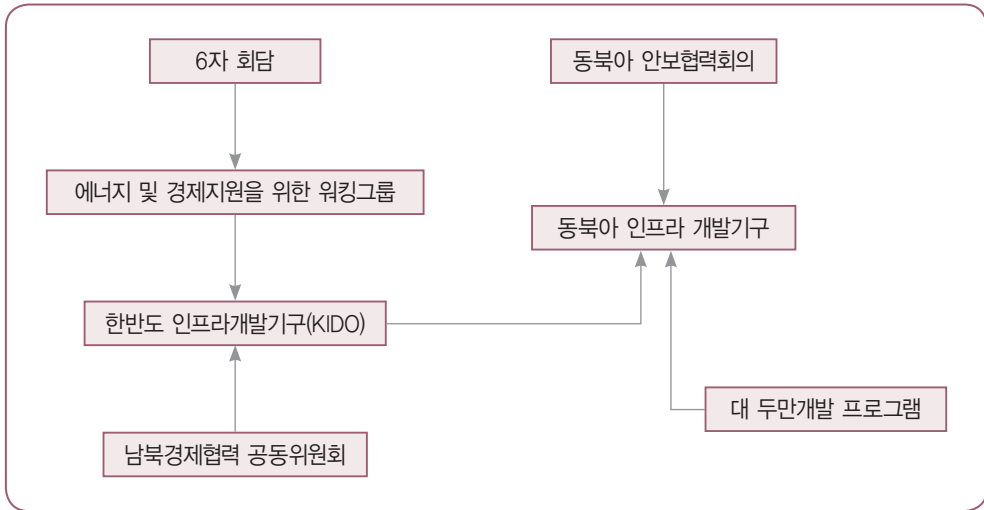 6자 회담
동북아 안보협력회의
에너지 및 경제지원을 위한 워킹그룹
동북아 인프라 개발기구
한반도 인프라개발기구(KIDO)
대 두만개발 프로그램
남북경제협력 공동위원회